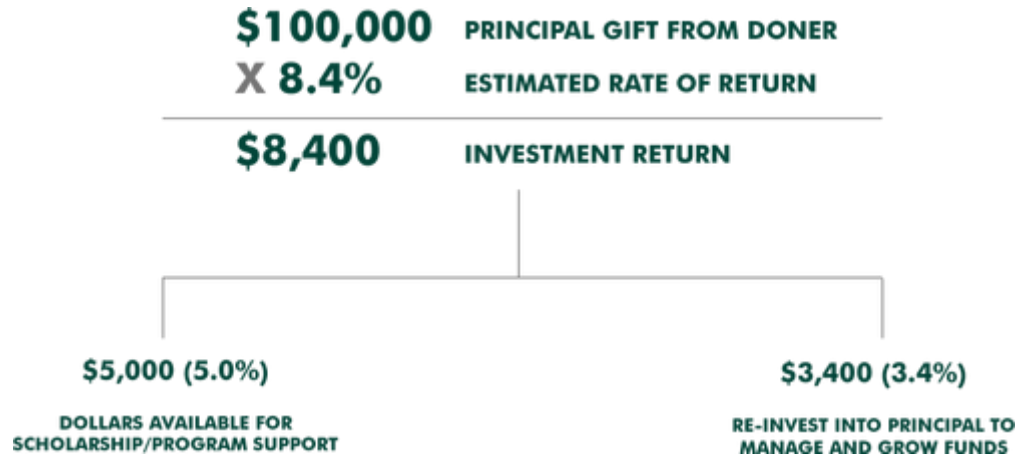 $100,000 PRINCIPAL GIFT FROM DONER
X 8.4% ESTIMATED RATE OF RETURN
$8,400 INVESTMENT RETURN
$5,000 (5.0%)
DOLLARS AVAILABLE FOR
SCHOLARSHIP/PROGRAM SUPPORT
$3,400 (3.4%)
RE-INVEST INTO PRINCIPAL TO
MANAGE AND GROW FUNDS